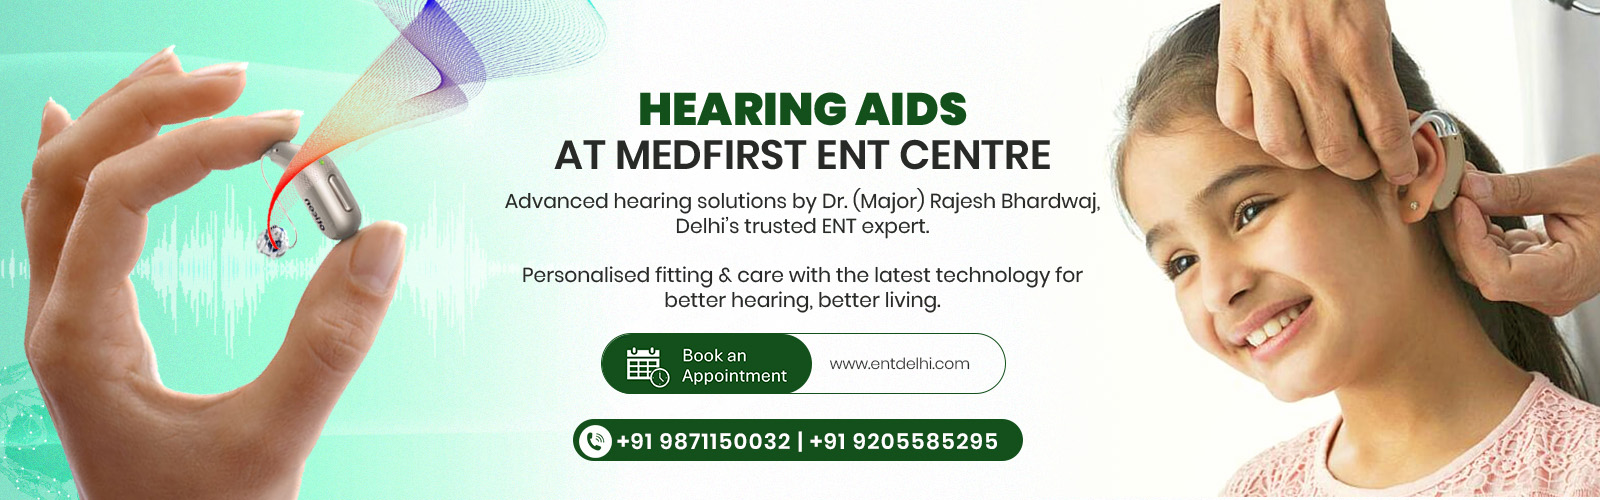 HEARING AIDS
AT MEDFIRST ENT CENTRE
Advanced hearing solutions by Dr. (Major) Rajesh Bhardwaj,
Delhi's trusted ENT expert.
Personalised fitting & care with the latest technology for
better hearing, better living.
Book an
Appointment
www.entdelhi.com
+91 9871150032 | +91 9205585295
oticon